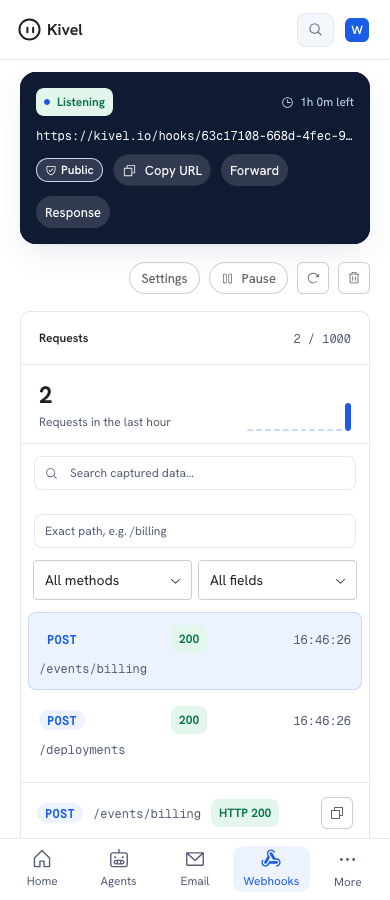 Kivel
W
Listening
1h 0m left
https://kivel.io/hooks/63c17108-668d-4fec-9…
Public
Copy URL
Forward
Response
Settings
Pause
Requests
2 / 1000
2
Requests in the last hour
Search captured data...
Exact path, e.g. /billing
All methods
All fields
POST
200
16:46:26
/events/billing
POST
200
16:46:26
/deployments
POST
/events/billing
HTTP 200
Home
Agents
Email
Webhooks
More